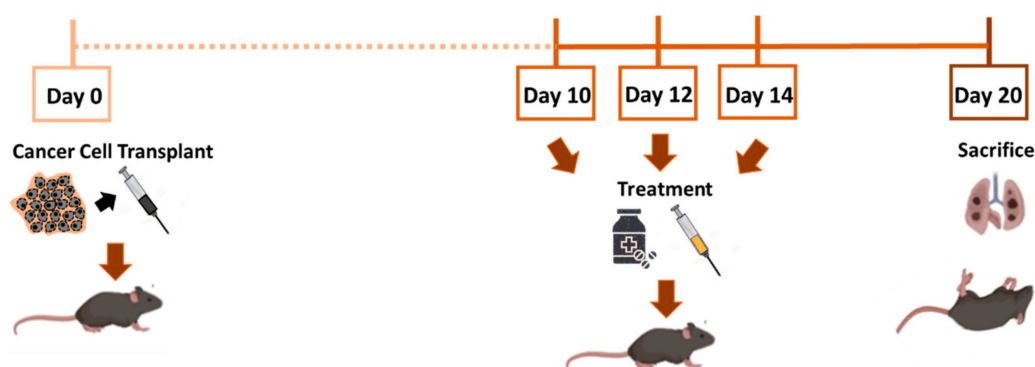 Day 0
Day 10
Day 12
Day 14
Day 20
Cancer Cell Transplant
Treatment
Sacrifice